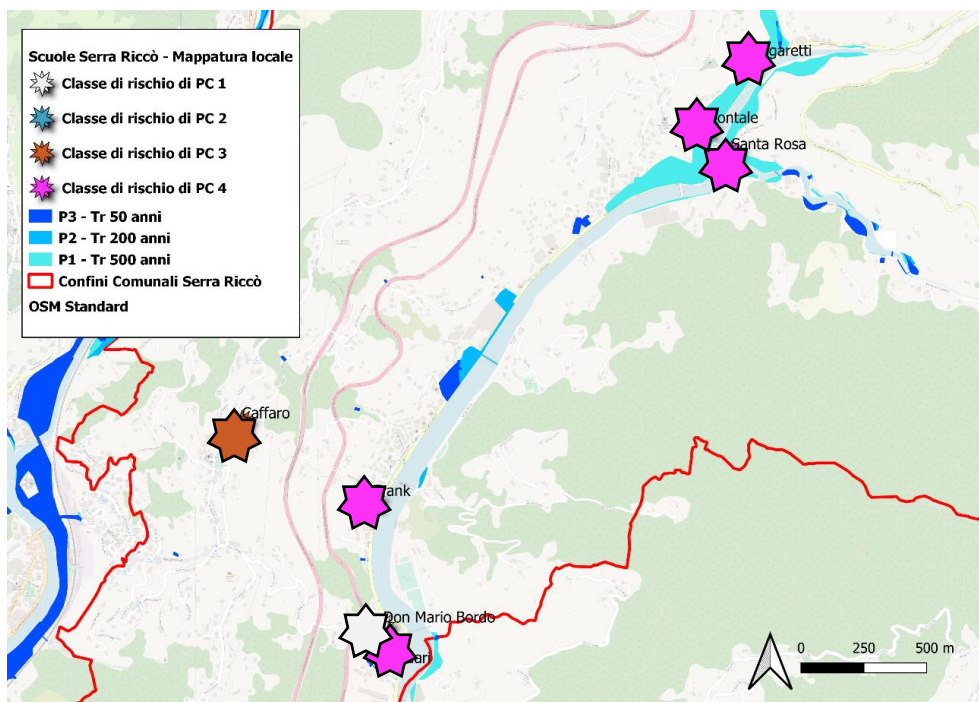 Scuole Serra Riccò - Mappatura locale
Classe di rischio di PC 1
Classe di rischio di PC 2
Classe di rischio di PC 3
Classe di rischio di PC 4
P3 - Tr 50 anni
P2 - Tr 200 anni
P1 - Tr 500 anni
Confini Comunali Serra Riccò
OSM Standard
garetti
ontale
Santa Rosa
Caffaro
ank
Don Mario Bordo
ari
0 250 500 m